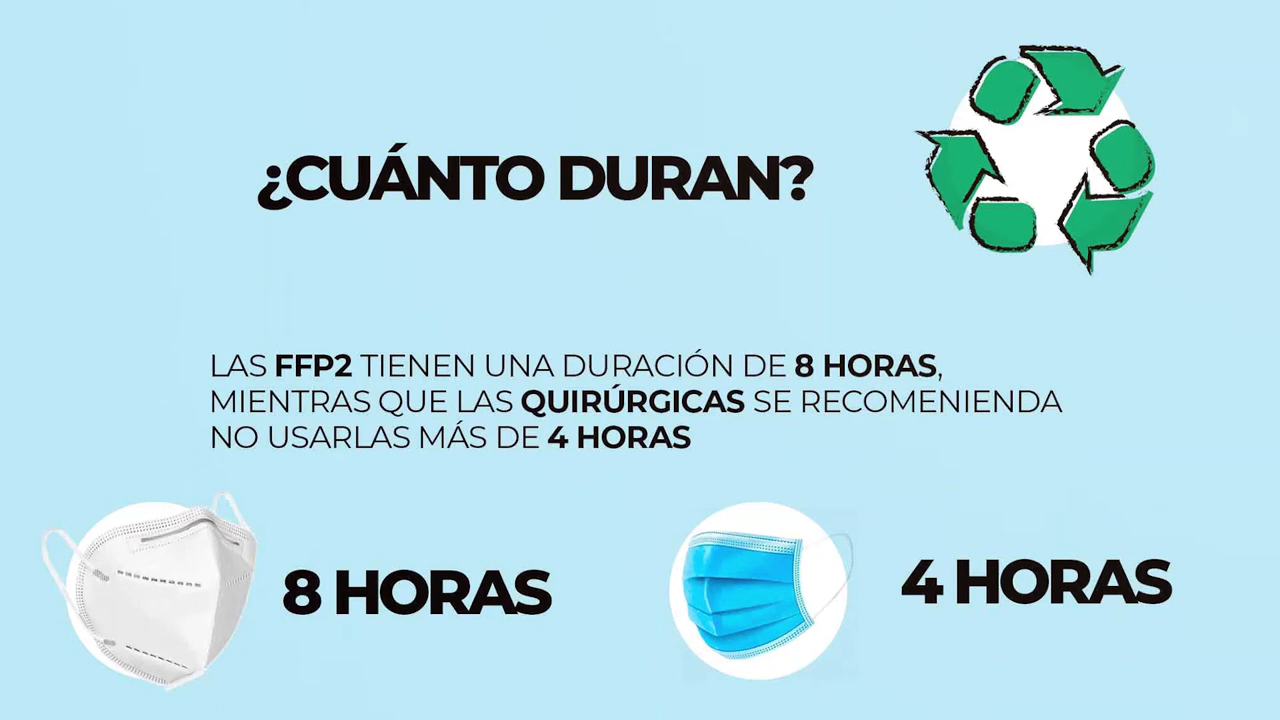 ¿CUÁNTO DURAN?
LAS FFP2 TIENEN UNA DURACIÓN DE 8 HORAS,
MIENTRAS QUE LAS QUIRÚRGICAS SE RECOMENIENDA
NO USARLAS MÁS DE 4 HORAS
8 HORAS
4 HORAS